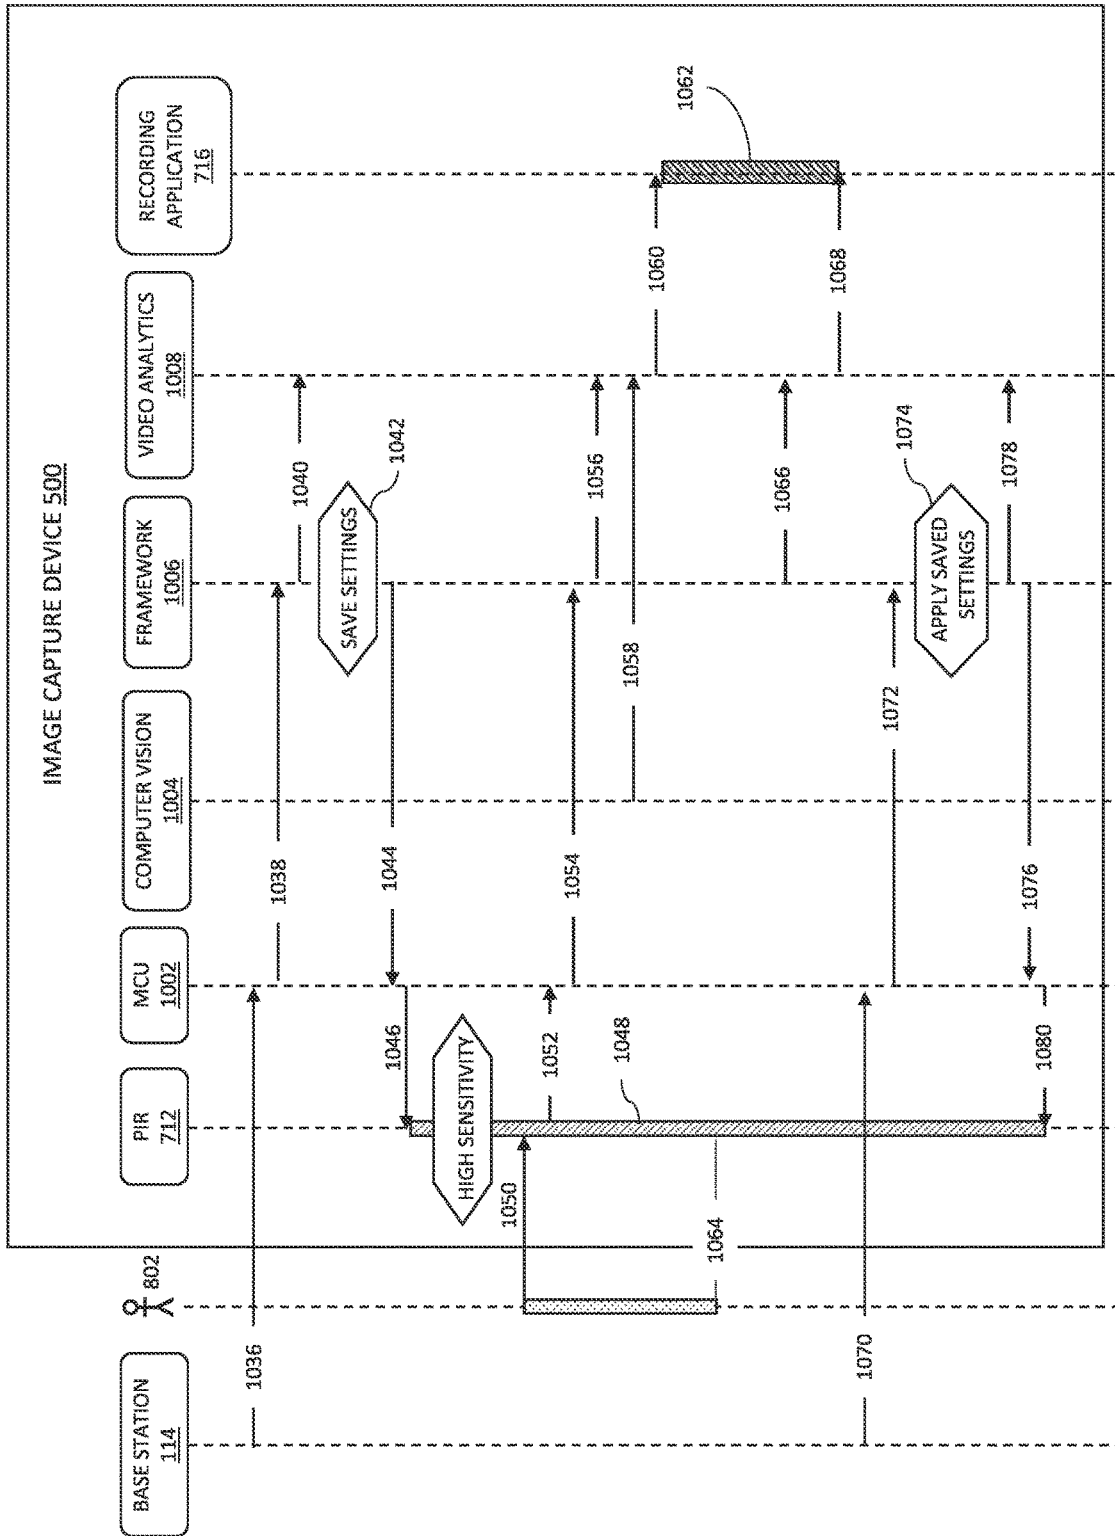 IMAGE CAPTURE DEVICE 500
BASE STATION
114
802
PIR
712
MCU
1002
COMPUTER VISION
1004
FRAMEWORK
1006
VIDEO ANALYTICS
1008
RECORDING
APPLICATION
716
1036
1038
1040
SAVE SETTINGS
1042
1044
1046
HIGH SENSITIVITY
1050
1052
1054
1056
1048
1058
1060
1062
1064
1066
1068
1070
1072
APPLY SAVED
SETTINGS
1074
1078
1076
1080